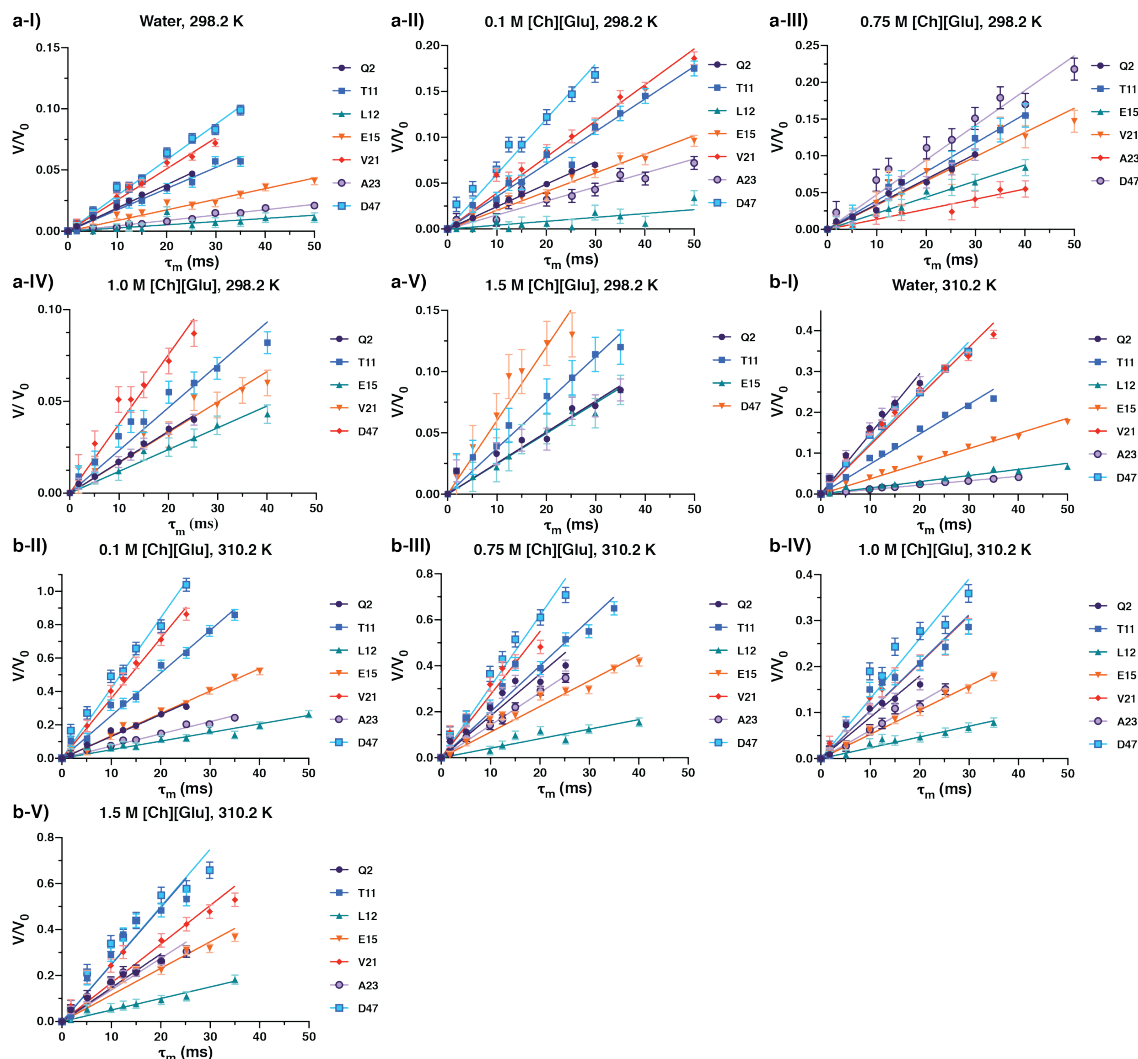 a-I) Water, 298.2 K
V/V0
0.15
0.10
0.05
0.00
0 10 20 30 40 50
τm (ms)
Q2
T11
L12
E15
V21
A23
D47
a-II) 0.1 M [Ch][Glu], 298.2 K
V/V0
0.20
0.15
0.10
0.05
0.00
0 10 20 30 40 50
τm (ms)
Q2
T11
L12
E15
V21
A23
D47
a-III) 0.75 M [Ch][Glu], 298.2 K
V/V0
0.25
0.20
0.15
0.10
0.05
0.00
0 10 20 30 40 50
τm (ms)
Q2
T11
E15
V21
A23
D47
a-IV) 1.0 M [Ch][Glu], 298.2 K
V/ V0
0.10
0.05
0.00
0 10 20 30 40 50
τm (ms)
Q2
T11
E15
V21
D47
a-V) 1.5 M [Ch][Glu], 298.2 K
V/V0
0.15
0.10
0.05
0.00
0 10 20 30 40 50
τm (ms)
Q2
T11
E15
D47
b-I) Water, 310.2 K
V/V0
0.4
0.3
0.2
0.1
0.0
0 10 20 30 40 50
τm (ms)
Q2
T11
L12
E15
V21
A23
D47
b-II) 0.1 M [Ch][Glu], 310.2 K
V/V0
1.0
0.8
0.6
0.4
0.2
0.0
0 10 20 30 40 50
τm (ms)
Q2
T11
L12
E15
A23
V21
D47
b-III) 0.75 M [Ch][Glu], 310.2 K
V/V0
0.8
0.6
0.4
0.2
0.0
0 10 20 30 40 50
τm (ms)
Q2
T11
L12
E15
V21
A23
D47
b-IV) 1.0 M [Ch][Glu], 310.2 K
V/V0
0.4
0.3
0.2
0.1
0.0
0 10 20 30 40 50
τm (ms)
Q2
T11
L12
E15
V21
A23
D47
b-V) 1.5 M [Ch][Glu], 310.2 K
V/V0
0.8
0.6
0.4
0.2
0.0
0 10 20 30 40 50
τm (ms)
Q2
T11
L12
E15
V21
A23
D47